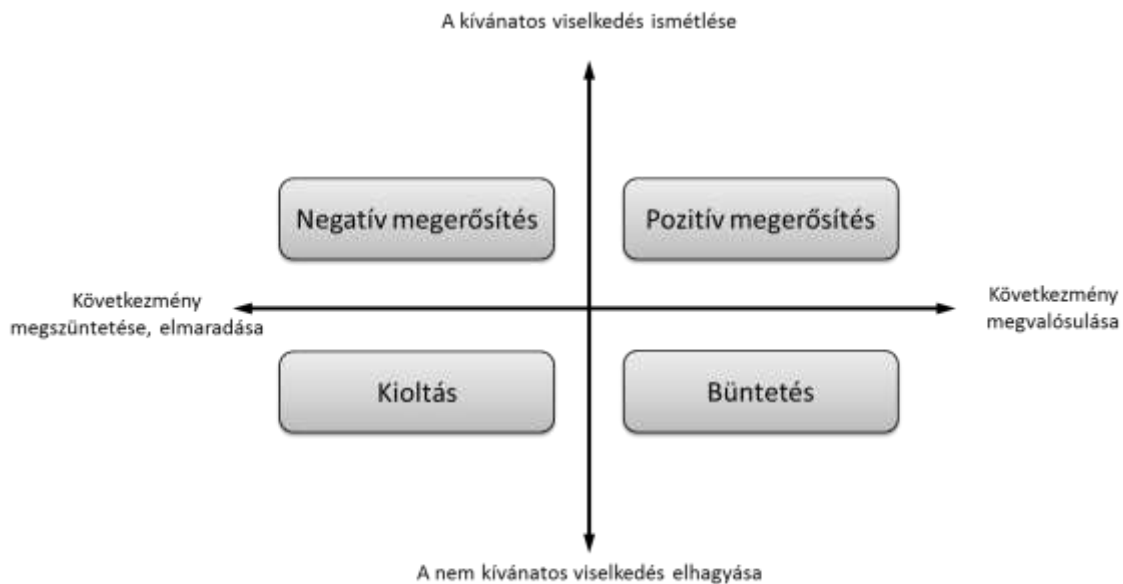 A kívánatos viselkedés ismétlése
Negatív megerősítés
Pozitív megerősítés
Következmény
megszüntetése, elmaradása
Következmény
megvalósulása
Kioltás
Büntetés
A nem kívánatos viselkedés elhagyása